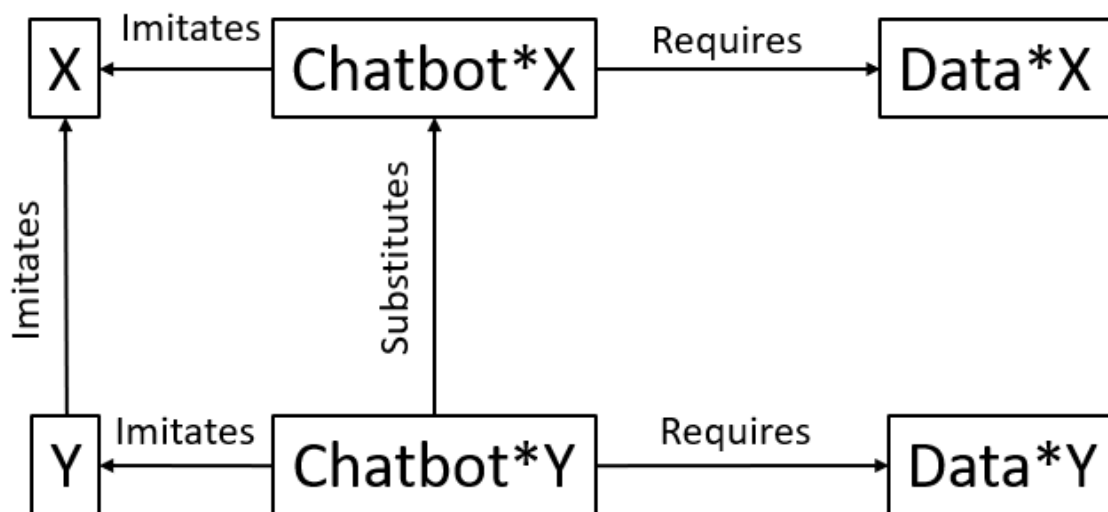 Imitates
Requires
X
Chatbot*X
Data*X
Imitates
Substitutes
Imitates
Requires
Y
Chatbot*Y
Data*Y